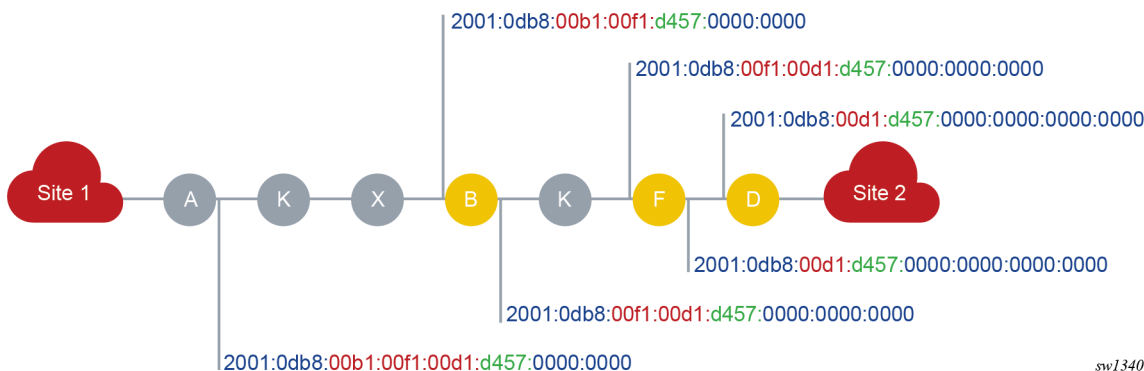 2001:0db8:00b1:00f1:d457:0000:0000
2001:0db8:00f1:00d1:d457:0000:0000:0000
2001:0db8:00d1:d457:0000:0000:0000:0000
Site 1 A K X B K F D Site 2
2001:0db8:00d1:d457:0000:0000:0000:0000
2001:0db8:00f1:00d1:d457:0000:0000:0000
2001:0db8:00b1:00f1:00d1:d457:0000:0000
sw1340